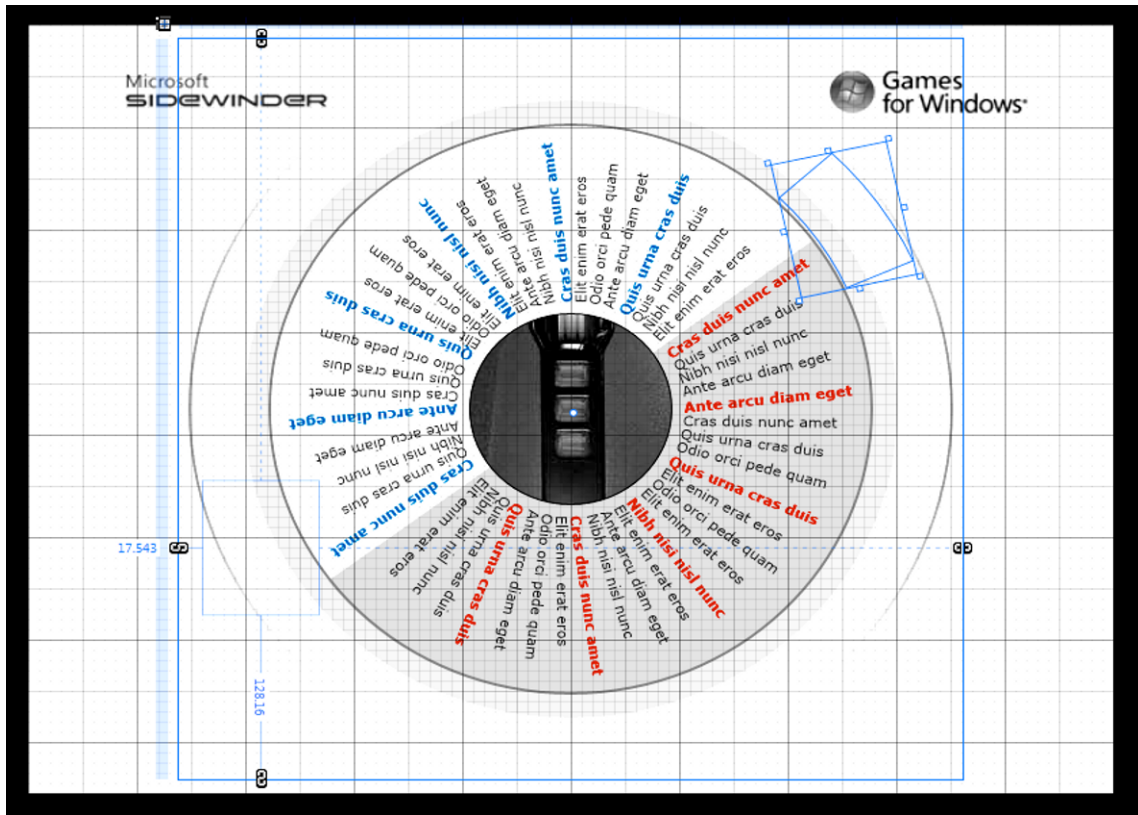 Microsoft
SIDEWINDER
Games
for Windows
Cras duis nunc amet
Elit enim erat eros
Odio orci pede quam
Ante arcu diam eget
Quis urna cras duis
Quis urna cras duis
Nibh nisi nisl nunc
Elit enim erat eros
Cras duis nunc amet
Quis urna cras duis
Nibh nisi nisl nunc
Ante arcu diam eget
Ante arcu diam eget
Cras duis nunc amet
Quis urna cras duis
Odio orci pede quam
Quis urna cras duis
Elit enim erat eros
Odio orci pede quam
Elit enim erat eros
Nibh nisi nisl nunc
Elit enim erat eros
Ante arcu diam eget
Nibh nisi nisl nunc
Cras duis nunc amet
Elit enim erat eros
Odio orci pede quam
Ante arcu diam eget
Quis urna cras duis
Quis urna cras duis
Nibh nisi nisl nunc
Elit enim erat eros
Cras duis nunc amet
Quis urna cras duis
Nibh nisi nisl nunc
Ante arcu diam eget
Ante arcu diam eget
Cras duis nunc amet
Quis urna cras duis
Odio orci pede quam
Quis urna cras duis
Elit enim erat eros
Odio orci pede quam
Elit enim erat eros
Nibh nisi nisl nunc
Elit enim erat eros
Ante arcu diam eget
Nibh nisi nisl nunc
17.543
128.16